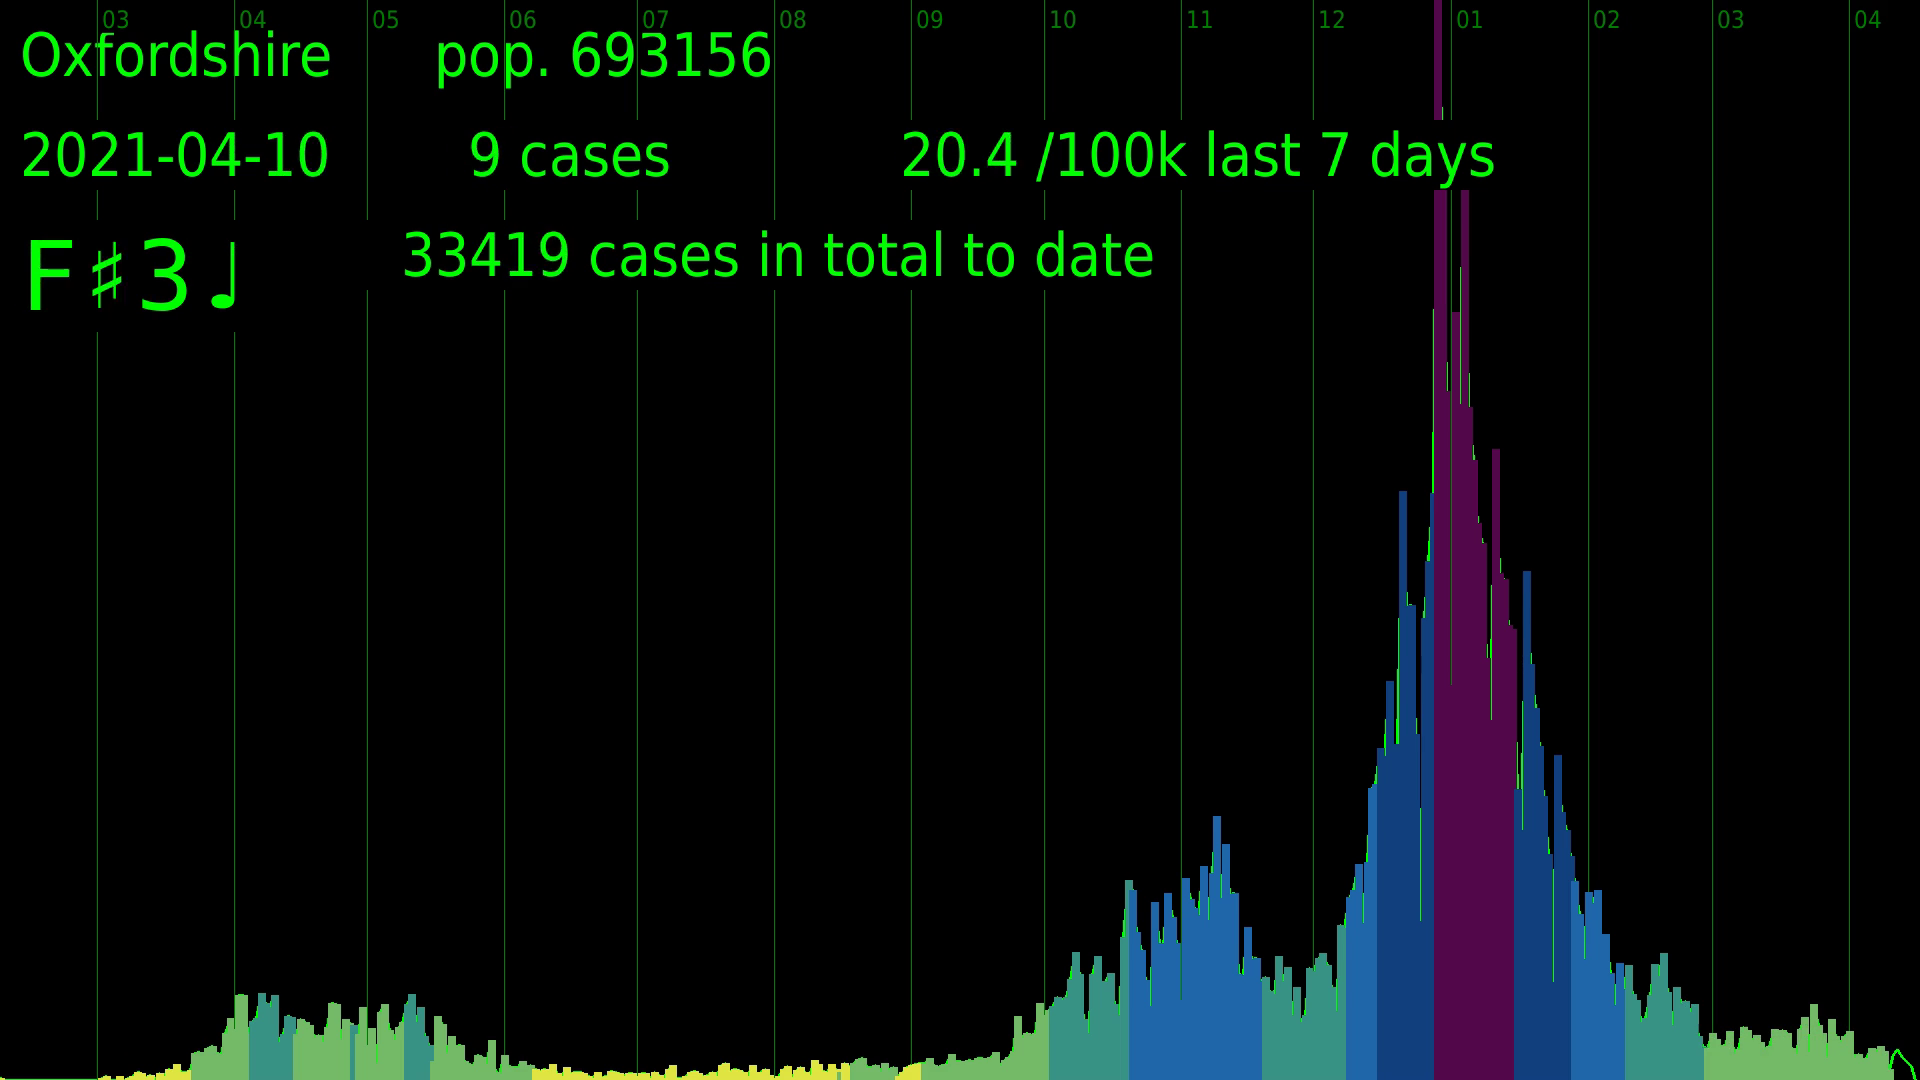 03 04 05 06 07 08 09 10 11 12 01 02 03 04
Oxfordshire pop. 693156
2021-04-10 9 cases 20.4 /100k last 7 days
F♯3♩ 33419 cases in total to date